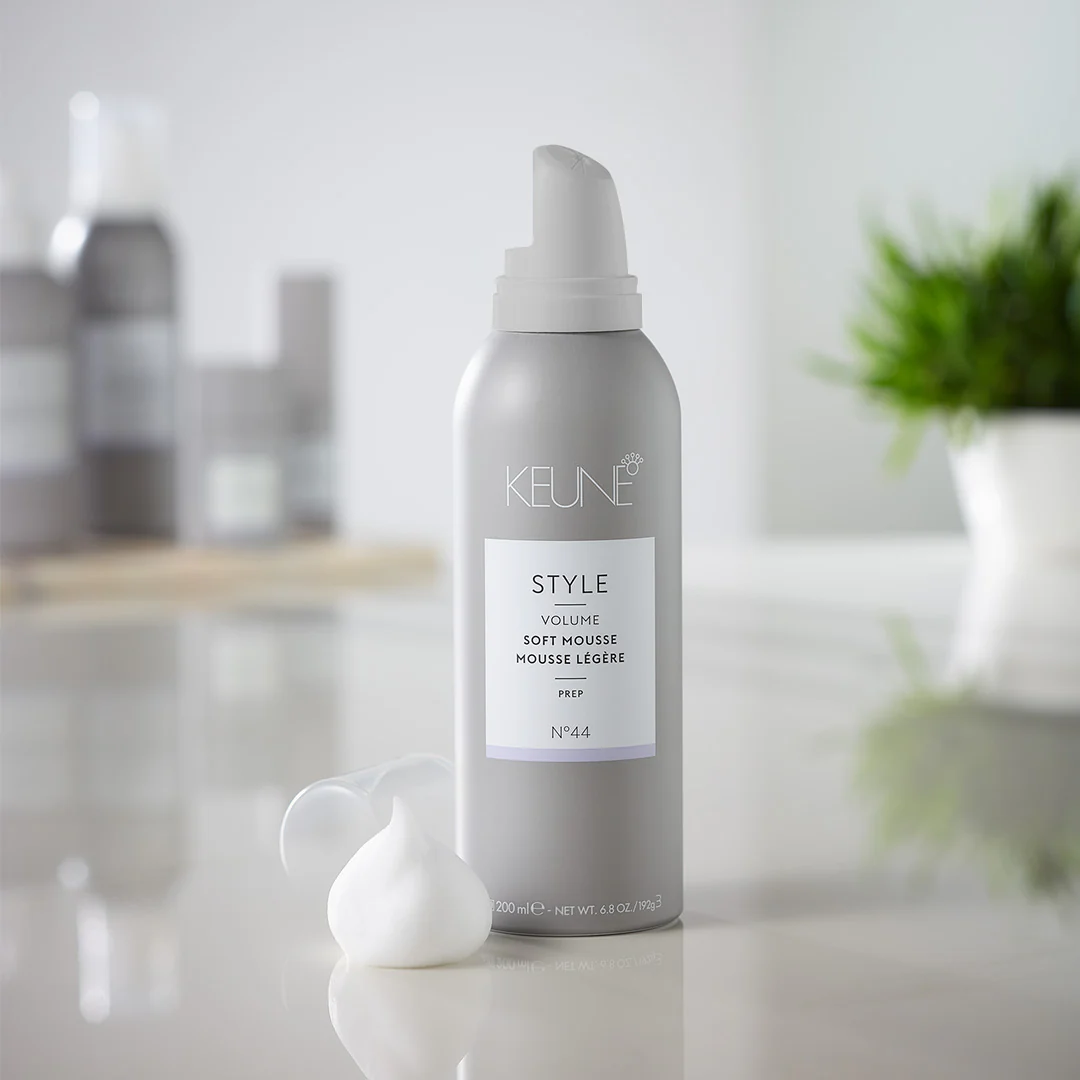 KEUNE
STYLE
VOLUME
SOFT MOUSSE
MOUSSE LÉGÈRE
PREP
N°44
200 ml ℮ - NET WT. 6.8 OZ./192g